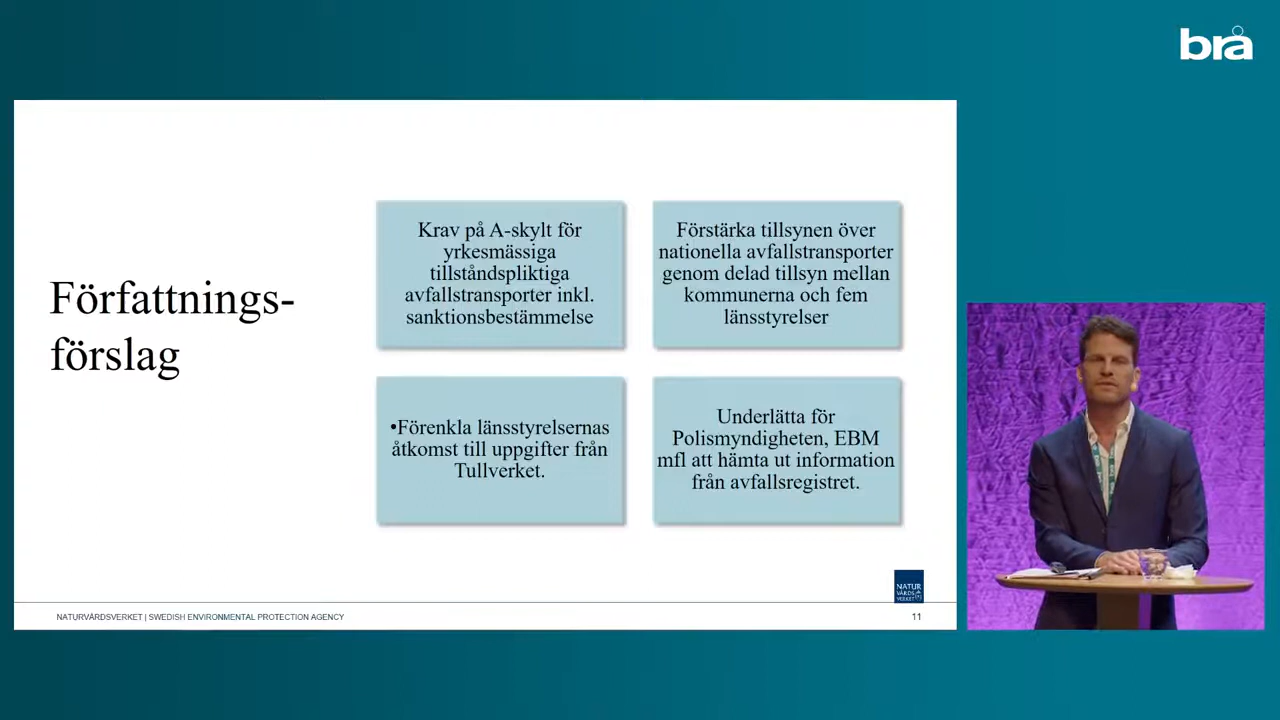 brå
Författnings-
förslag
Krav på A-skylt för
yrkesmässiga
tillståndspliktiga
avfallstransporter inkl.
sanktionsbestämmelse
Förstärka tillsynen över
nationella avfallstransporter
genom delad tillsyn mellan
kommunerna och fem
länsstyrelser
•Förenkla länsstyrelsernas
åtkomst till uppgifter från
Tullverket.
Underlätta för
Polismyndigheten, EBM
mfl att hämta ut information
från avfallsregistret.
NATUR
VÅRDS
VERKET
NATURVÅRDSVERKET | SWEDISH ENVIRONMENTAL PROTECTION AGENCY
11